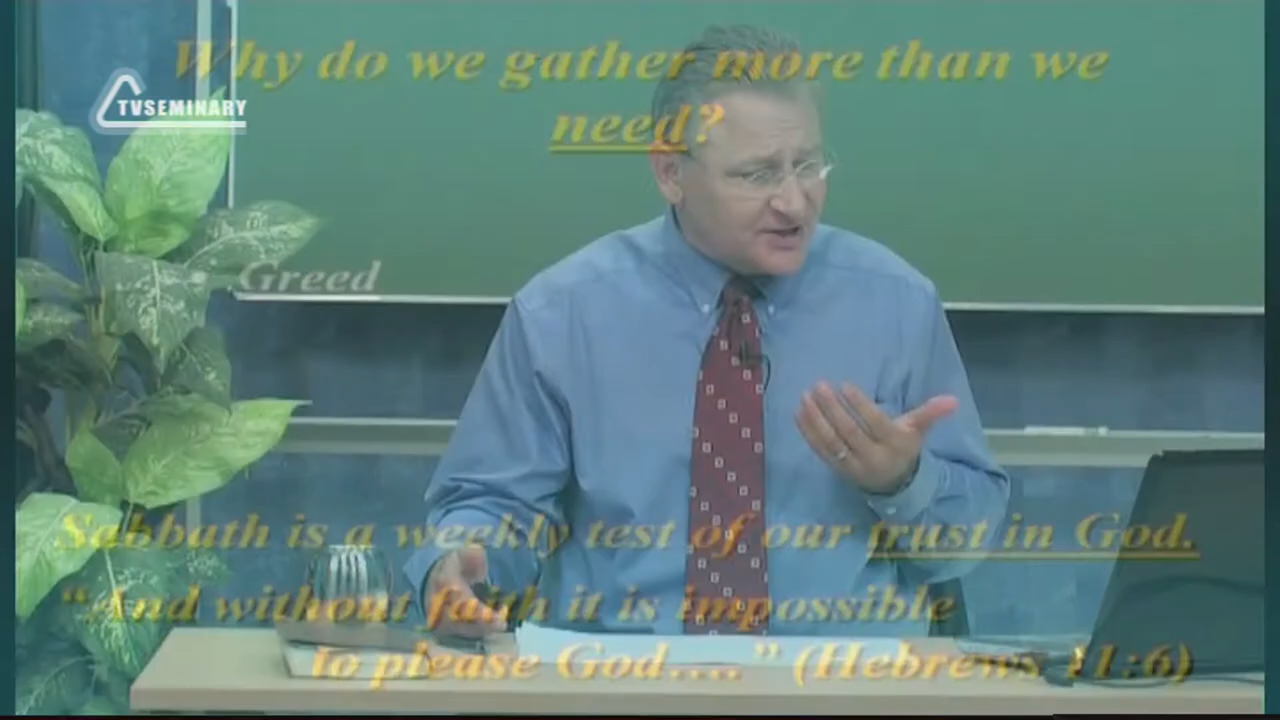 Why do we gather more than we
need?
TVSEMINARY
Greed
Sabbath is a weekly test of our trust in God.
“And without faith it is impossible
to please God....” (Hebrews 11:6)